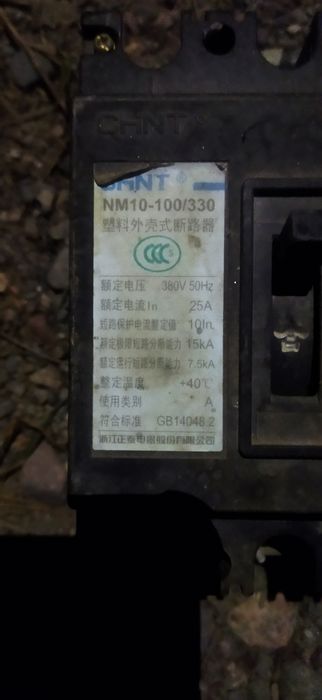 CHNT
CHNT
NM10-100/330
塑料外壳式断路器
CCC S
额定电压 380V 50Hz
额定电流In 25A
短路保护电流整定值 10In
额定极限短路分断能力 15kA
额定运行短路分断能力 7.5kA
整定温度 +40℃
使用类别 A
符合标准 GB14048.2
浙江正泰电器股份有限公司